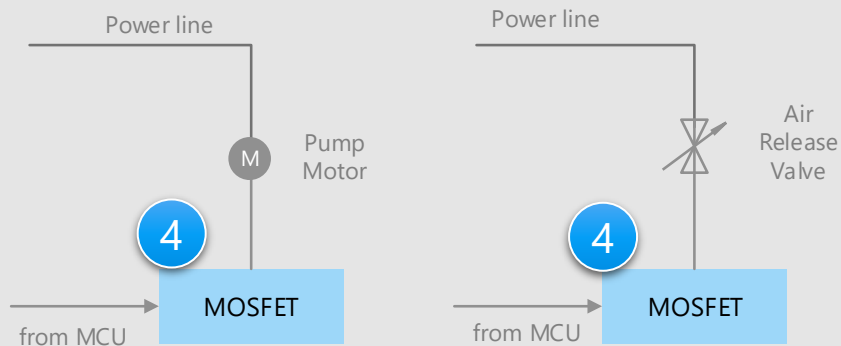 Power line
M
Pump
Motor
4
MOSFET
from MCU
Power line
Air
Release
Valve
4
MOSFET
from MCU